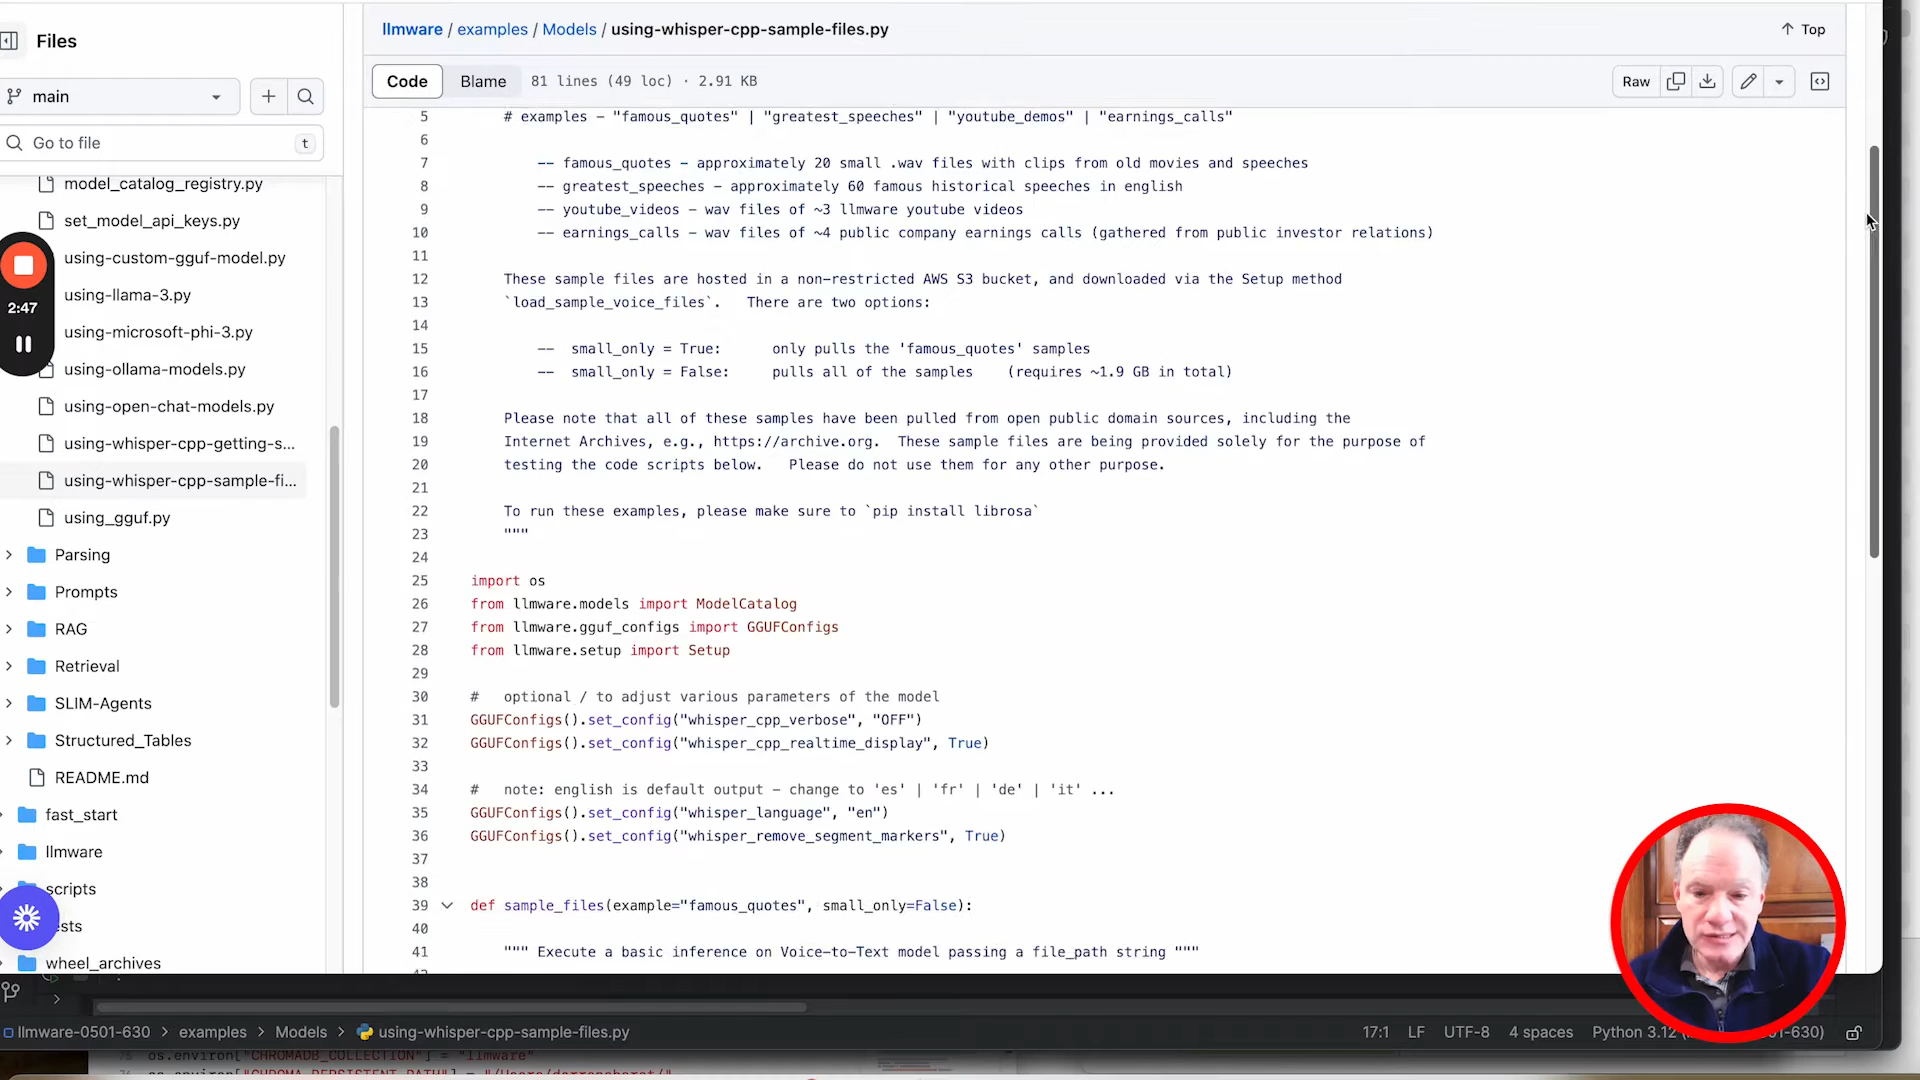 Files
main
Go to file
t
model_catalog_registry.py
set_model_api_keys.py
using-custom-gguf-model.py
using-llama-3.py
using-microsoft-phi-3.py
using-ollama-models.py
using-open-chat-models.py
using-whisper-cpp-getting-s...
using-whisper-cpp-sample-fi...
using_gguf.py
Parsing
Prompts
RAG
Retrieval
SLIM-Agents
Structured_Tables
README.md
fast_start
llmware
scripts
ests
wheel_archives
2:47
llmware / examples / Models / using-whisper-cpp-sample-files.py
Top
Code
Blame
81 lines (49 loc) · 2.91 KB
Raw
5 # examples - "famous_quotes" | "greatest_speeches" | "youtube_demos" | "earnings_calls"
6
7 -- famous_quotes - approximately 20 small .wav files with clips from old movies and speeches
8 -- greatest_speeches - approximately 60 famous historical speeches in english
9 -- youtube_videos - wav files of ~3 llmware youtube videos
10 -- earnings_calls - wav files of ~4 public company earnings calls (gathered from public investor relations)
11
12 These sample files are hosted in a non-restricted AWS S3 bucket, and downloaded via the Setup method
13 `load_sample_voice_files`. There are two options:
14
15 -- small_only = True: only pulls the 'famous_quotes' samples
16 -- small_only = False: pulls all of the samples (requires ~1.9 GB in total)
17
18 Please note that all of these samples have been pulled from open public domain sources, including the
19 Internet Archives, e.g., https://archive.org. These sample files are being provided solely for the purpose of
20 testing the code scripts below. Please do not use them for any other purpose.
21
22 To run these examples, please make sure to `pip install librosa`
23 """
24
25 import os
26 from llmware.models import ModelCatalog
27 from llmware.gguf_configs import GGUFConfigs
28 from llmware.setup import Setup
29
30 # optional / to adjust various parameters of the model
31 GGUFConfigs().set_config("whisper_cpp_verbose", "OFF")
32 GGUFConfigs().set_config("whisper_cpp_realtime_display", True)
33
34 # note: english is default output - change to 'es' | 'fr' | 'de' | 'it' ...
35 GGUFConfigs().set_config("whisper_language", "en")
36 GGUFConfigs().set_config("whisper_remove_segment_markers", True)
37
38
39 def sample_files(example="famous_quotes", small_only=False):
40
41 """ Execute a basic inference on Voice-to-Text model passing a file_path string """
llmware-0501-630 > examples > Models > using-whisper-cpp-sample-files.py
17:1 LF UTF-8 4 spaces Python 3.12 01-630)
os.environ["CHROMADB_COLLECTION"] = "llmware"